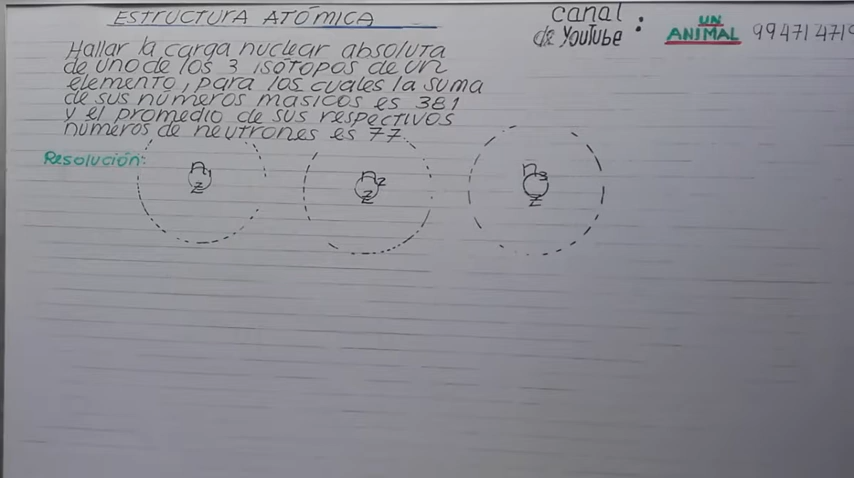 ESTRUCTURA ATÓMICA
canal de YouTube : UN ANIMAL 994714719
Hallar la carga nuclear absoluta
de uno de los 3 isótopos de un
elemento, para los cuales la suma
de sus números másicos es 381
y el promedio de sus respectivos
números de neutrones es 77.
Resolución:
n1 n2 n3
Z Z Z